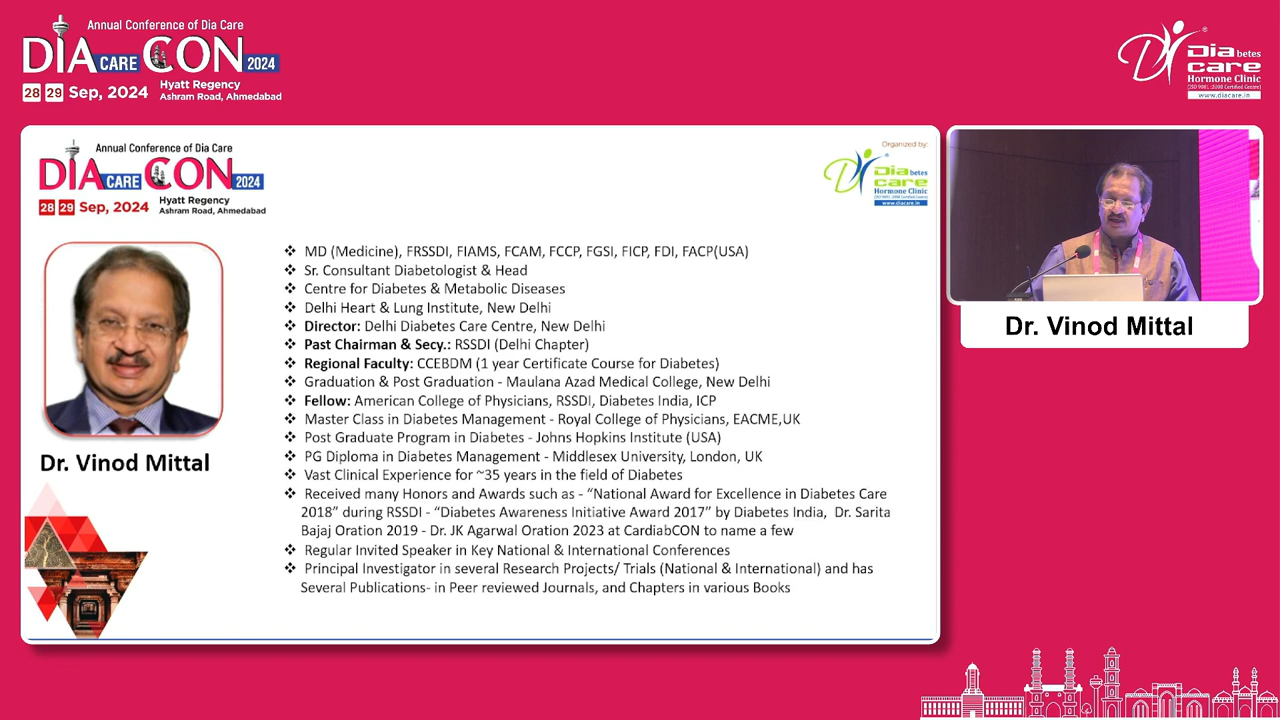 Annual Conference of Dia Care
DIA CARE CON 2024
28 29 Sep, 2024
Hyatt Regency
Ashram Road, Ahmedabad
Diabetes
care
Hormone Clinic
(ISO 9001:2008 Certified Centre)
www.diacare.in
Annual Conference of Dia Care
DIA CARE CON 2024
28 29 Sep, 2024
Hyatt Regency
Ashram Road, Ahmedabad
Organized by:
Diabetes
care
Hormone Clinic
www.diacare.in
Dr. Vinod Mittal
❖ MD (Medicine), FRSSDI, FIAMS, FCAM, FCCP, FGSI, FICP, FDI, FACP(USA)
❖ Sr. Consultant Diabetologist & Head
❖ Centre for Diabetes & Metabolic Diseases
❖ Delhi Heart & Lung Institute, New Delhi
❖ Director: Delhi Diabetes Care Centre, New Delhi
❖ Past Chairman & Secy.: RSSDI (Delhi Chapter)
❖ Regional Faculty: CCEBDM (1 year Certificate Course for Diabetes)
❖ Graduation & Post Graduation - Maulana Azad Medical College, New Delhi
❖ Fellow: American College of Physicians, RSSDI, Diabetes India, ICP
❖ Master Class in Diabetes Management - Royal College of Physicians, EACME,UK
❖ Post Graduate Program in Diabetes - Johns Hopkins Institute (USA)
❖ PG Diploma in Diabetes Management - Middlesex University, London, UK
❖ Vast Clinical Experience for ~35 years in the field of Diabetes
❖ Received many Honors and Awards such as - “National Award for Excellence in Diabetes Care
2018” during RSSDI - “Diabetes Awareness Initiative Award 2017” by Diabetes India, Dr. Sarita
Bajaj Oration 2019 - Dr. JK Agarwal Oration 2023 at CardiabCON to name a few
❖ Regular Invited Speaker in Key National & International Conferences
❖ Principal Investigator in several Research Projects/ Trials (National & International) and has
Several Publications- in Peer reviewed Journals, and Chapters in various Books
Dr. Vinod Mittal